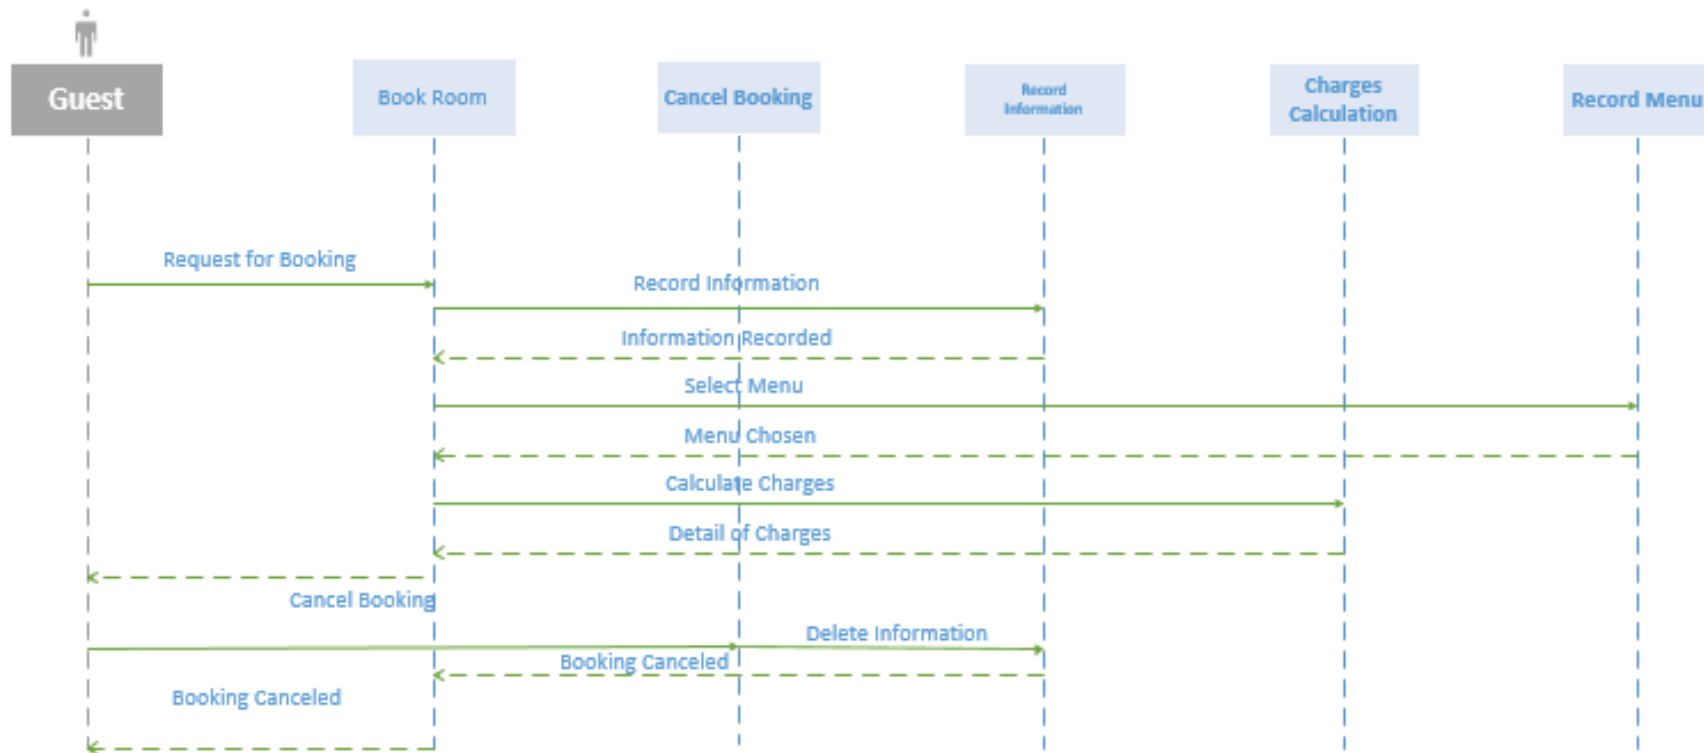 Guest
Book Room
Cancel Booking
Record
Information
Charges
Calculation
Record Menu
Request for Booking
Record Information
Information Recorded
Select Menu
Menu Chosen
Calculate Charges
Detail of Charges
Cancel Booking
Delete Information
Booking Canceled
Booking Canceled